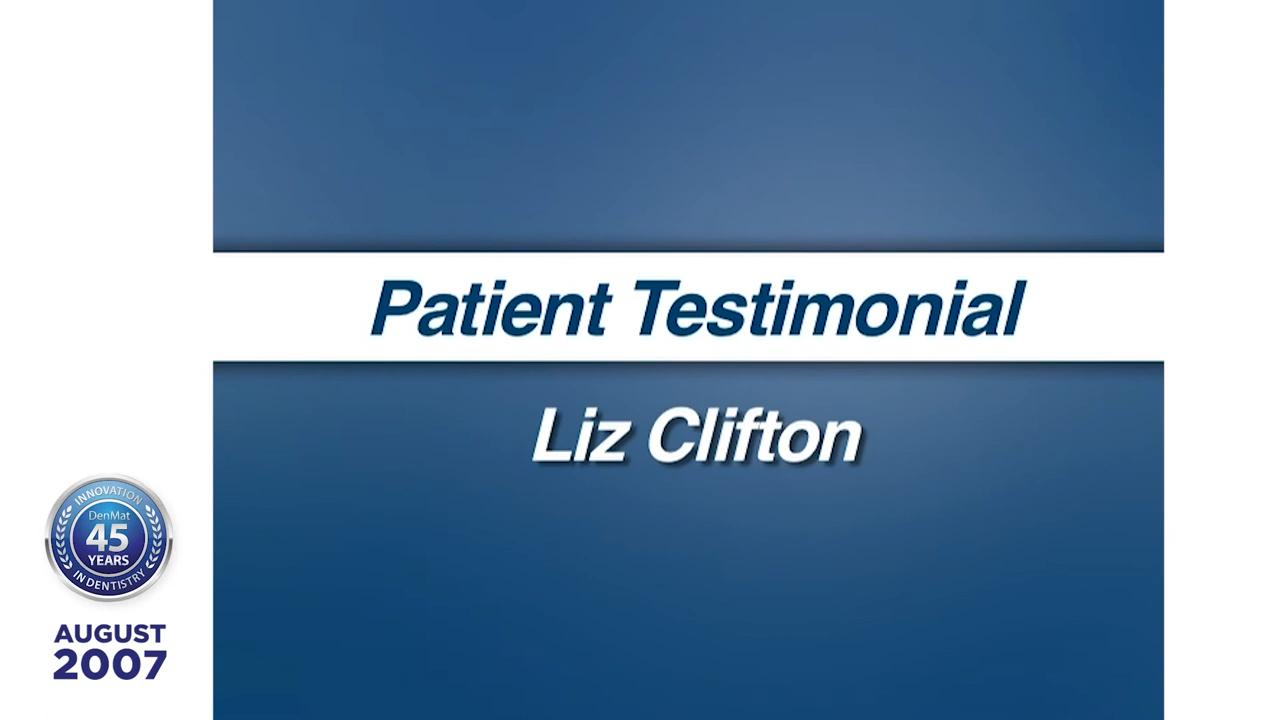 Patient Testimonial
Liz Clifton
INNOVATION
DenMat
45
YEARS
IN DENTISTRY
AUGUST
2007